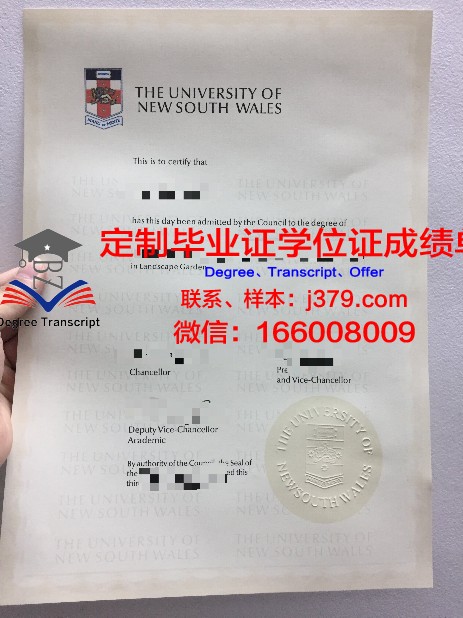 THE UNIVERSITY OF
NEW SOUTH WALES
This is to certify that
has this day been admitted by the Council to the degree of
定制毕业证学位证成绩单
in Landscape
Degree、Transcript、Offer
联系、样本：j379.com
微信：166008009
BZ
Degree Transcript
Chancellor
and Vice-Chancellor
Deputy Vice-Chancellor
Academic
By authority of the Council the Seal of
the
this
THE UNIVERSITY OF
NEW SOUTH WALES